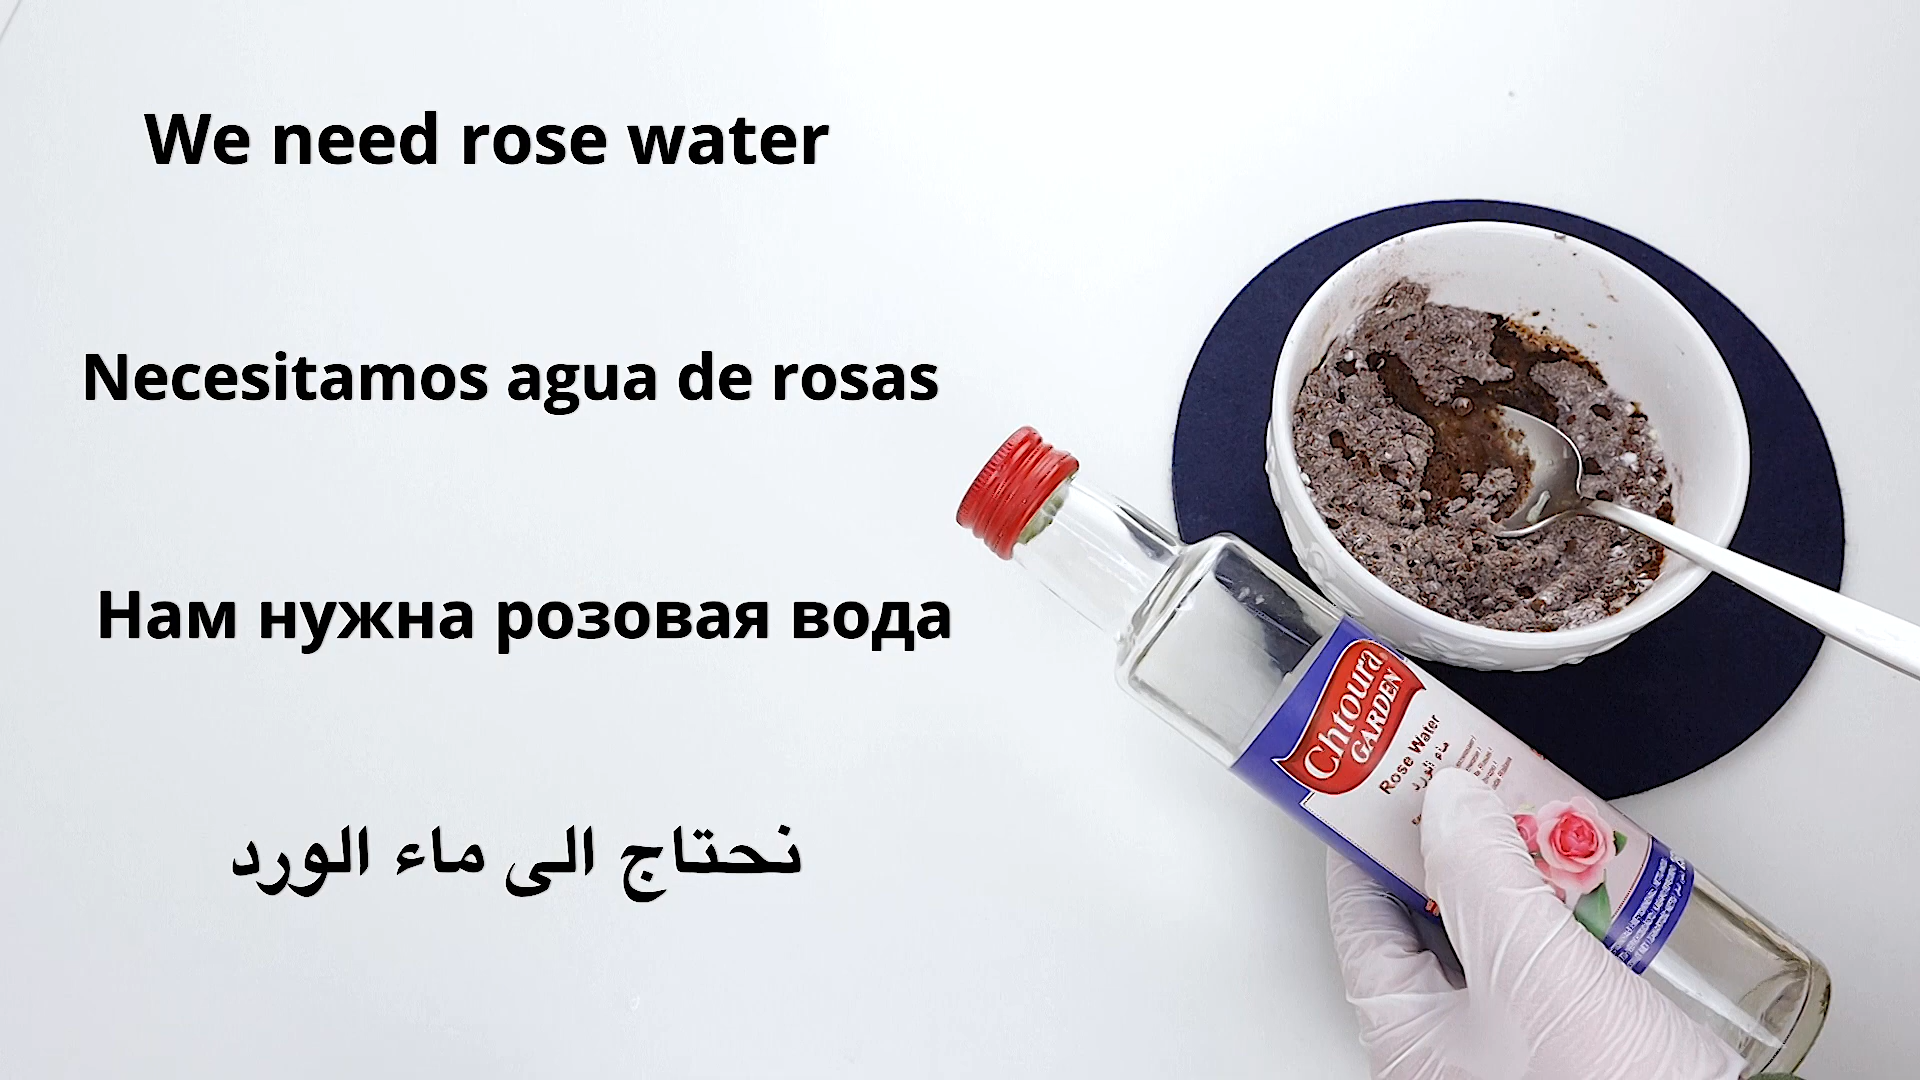 We need rose water
Necesitamos agua de rosas
Нам нужна розовая вода
نحتاج الى ماء الورد
Chtoura
GARDEN
Rose Water
ماء الورد